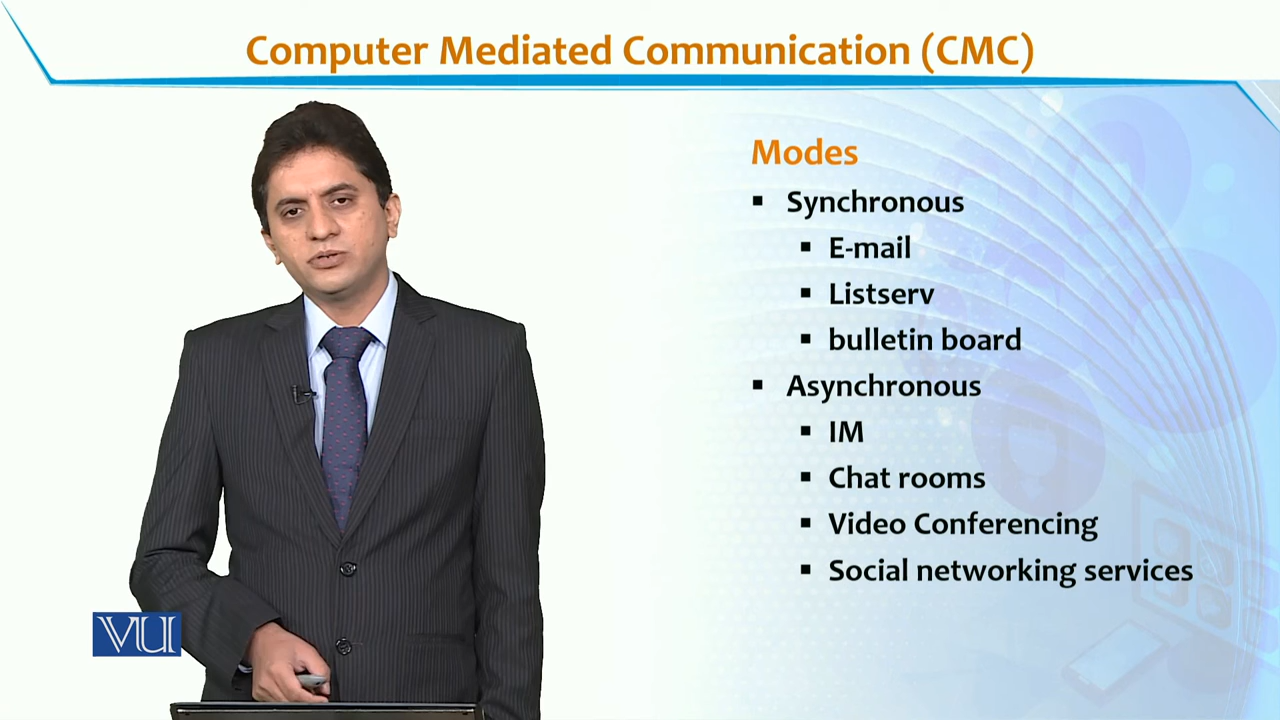 Computer Mediated Communication (CMC)
Modes
Synchronous
E-mail
Listserv
bulletin board
Asynchronous
IM
Chat rooms
Video Conferencing
Social networking services
VU